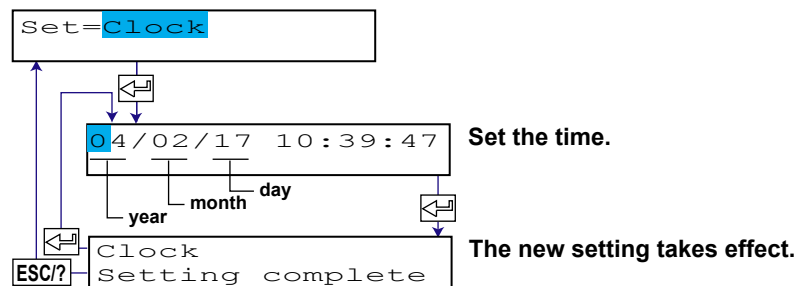 Set=Clock
04/02/17 10:39:47
Set the time.
year
month
day
Clock
Setting complete
The new setting takes effect.
ESC/?